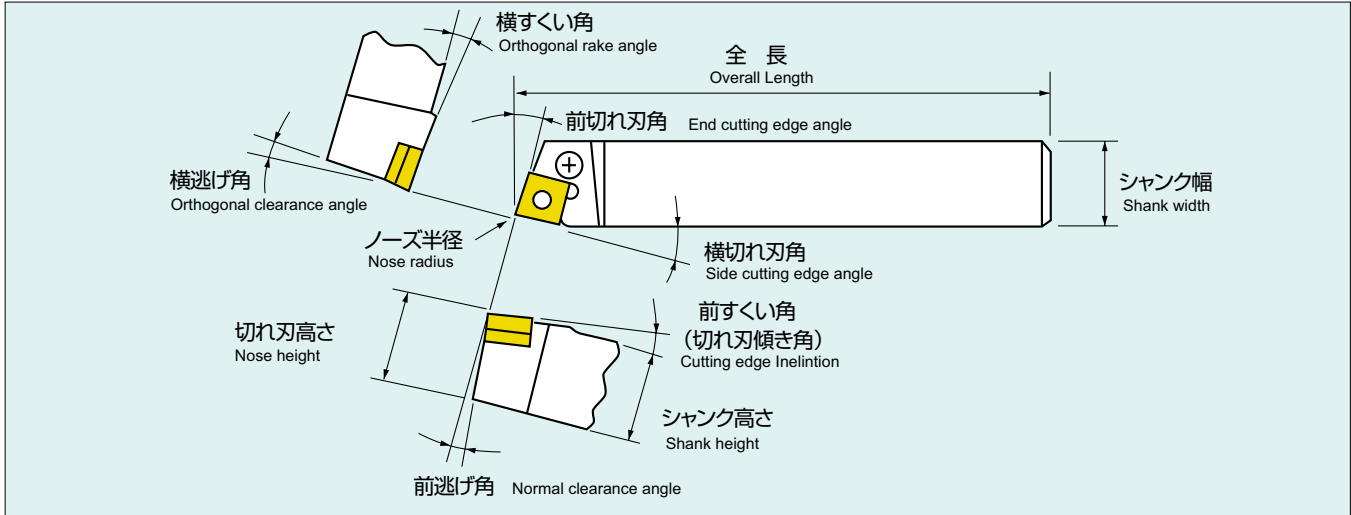 横すくい角
Orthogonal rake angle
全 長
Overall Length
前切れ刃角 End cutting edge angle
横逃げ角
Orthogonal clearance angle
シャンク幅
Shank width
ノーズ半径
Nose radius
横切れ刃角
Side cutting edge angle
切れ刃高さ
Nose height
前すくい角
(切れ刃傾き角)
Cutting edge Inelintion
シャンク高さ
Shank height
前逃げ角 Normal clearance angle